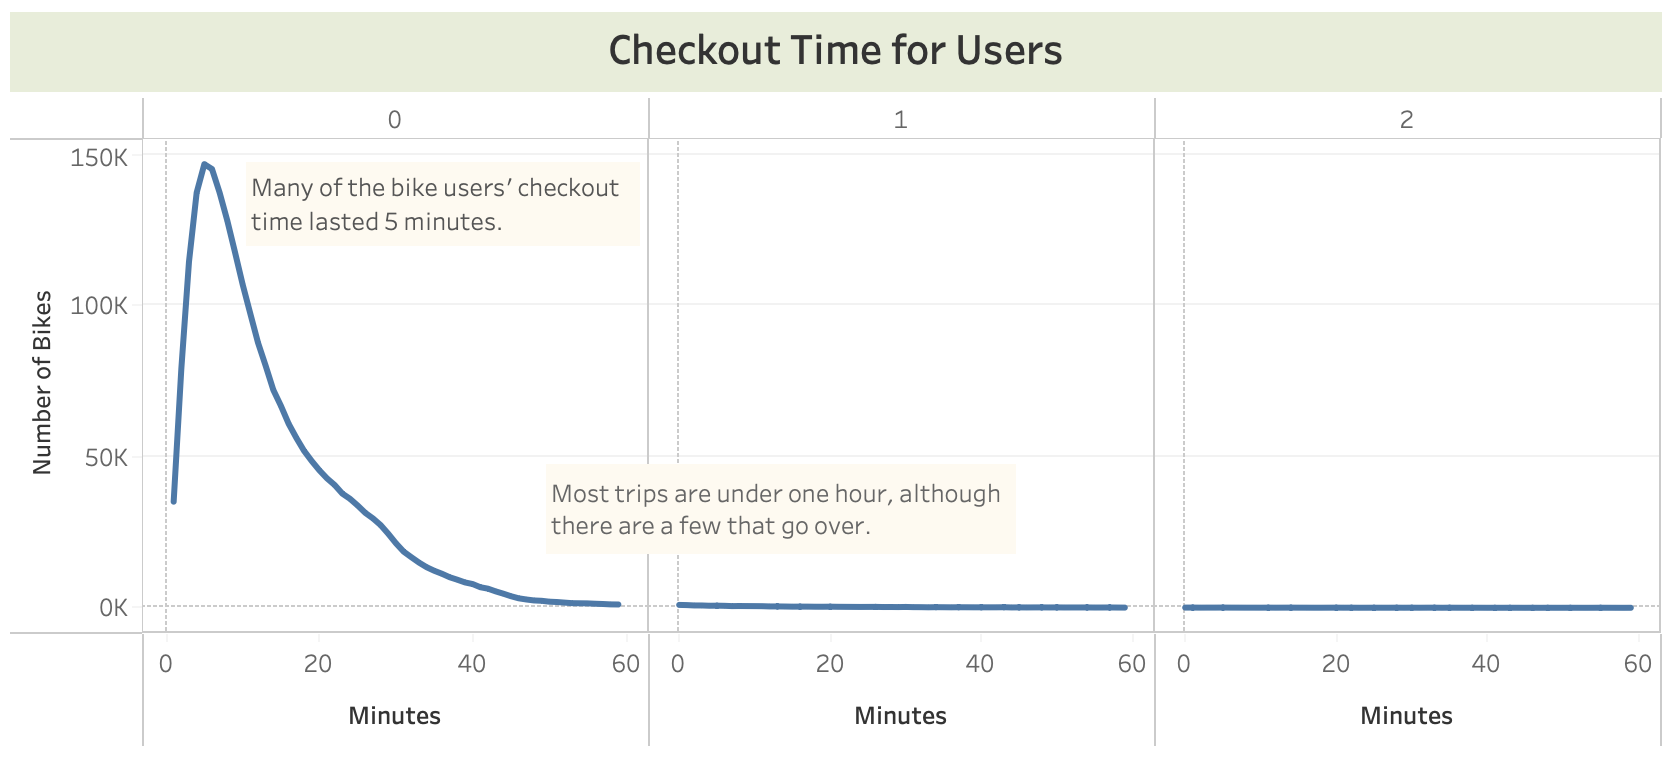 Checkout Time for Users
0 1 2
150K
Many of the bike users’ checkout
time lasted 5 minutes.
100K
Number of Bikes
50K
Most trips are under one hour, although
there are a few that go over.
0K
0 20 40 60 0 20 40 60 0 20 40 60
Minutes Minutes Minutes